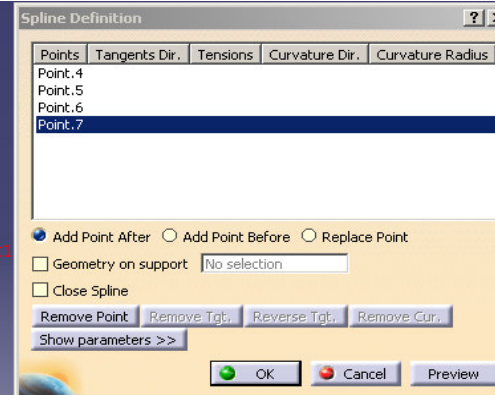 Spline Definition ?
Points Tangents Dir. Tensions Curvature Dir. Curvature Radius
Point.4
Point.5
Point.6
Point.7
Add Point After Add Point Before Replace Point
Geometry on support No selection
Close Spline
Remove Point Remove Tgt. Reverse Tgt. Remove Cur.
Show parameters >>
OK Cancel Preview